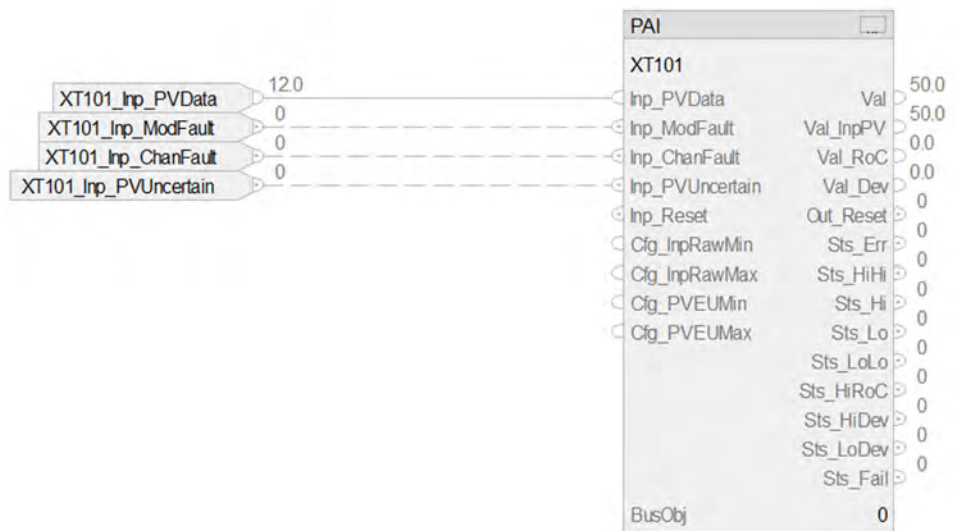 PAI ...
XT101
XT101_Inp_PVData 12.0 Inp_PVData Val 50.0
XT101_Inp_ModFault 0 Inp_ModFault Val_InpPV 50.0
XT101_Inp_ChanFault 0 Inp_ChanFault Val_RoC 0.0
XT101_Inp_PVUncertain 0 Inp_PVUncertain Val_Dev 0.0
Inp_Reset Out_Reset 0
Cfg_InpRawMin Sts_Err 0
Cfg_InpRawMax Sts_HiHi 0
Cfg_PVEUMin Sts_Hi 0
Cfg_PVEUMax Sts_Lo 0
Sts_LoLo 0
Sts_HiRoC 0
Sts_HiDev 0
Sts_LoDev 0
Sts_Fail 0
BusObj 0